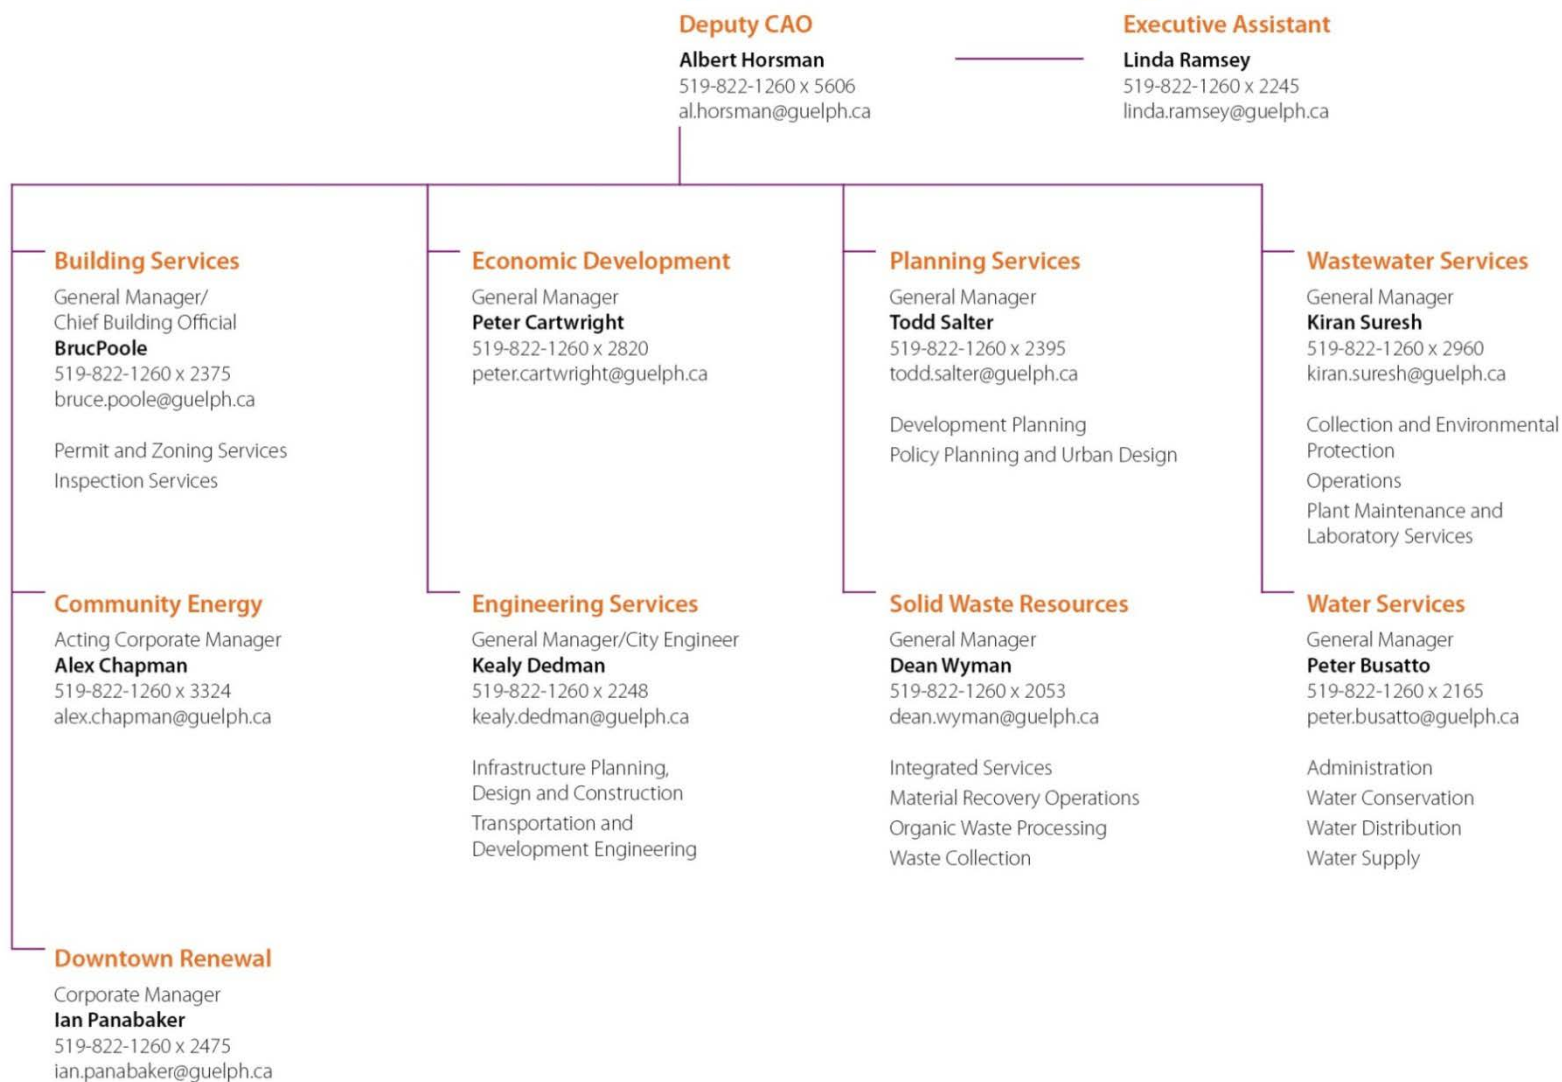 Deputy CAO
Albert Horsman
519-822-1260 x 5606
al.horsman@guelph.ca
Executive Assistant
Linda Ramsey
519-822-1260 x 2245
linda.ramsey@guelph.ca
Building Services
General Manager/
Chief Building Official
BrucPoole
519-822-1260 x 2375
bruce.poole@guelph.ca
Permit and Zoning Services
Inspection Services
Economic Development
General Manager
Peter Cartwright
519-822-1260 x 2820
peter.cartwright@guelph.ca
Planning Services
General Manager
Todd Salter
519-822-1260 x 2395
todd.salter@guelph.ca
Development Planning
Policy Planning and Urban Design
Wastewater Services
General Manager
Kiran Suresh
519-822-1260 x 2960
kiran.suresh@guelph.ca
Collection and Environmental
Protection
Operations
Plant Maintenance and
Laboratory Services
Community Energy
Acting Corporate Manager
Alex Chapman
519-822-1260 x 3324
alex.chapman@guelph.ca
Engineering Services
General Manager/City Engineer
Kealy Dedman
519-822-1260 x 2248
kealy.dedman@guelph.ca
Infrastructure Planning,
Design and Construction
Transportation and
Development Engineering
Solid Waste Resources
General Manager
Dean Wyman
519-822-1260 x 2053
dean.wyman@guelph.ca
Integrated Services
Material Recovery Operations
Organic Waste Processing
Waste Collection
Water Services
General Manager
Peter Busatto
519-822-1260 x 2165
peter.busatto@guelph.ca
Administration
Water Conservation
Water Distribution
Water Supply
Downtown Renewal
Corporate Manager
Ian Panabaker
519-822-1260 x 2475
ian.panabaker@guelph.ca